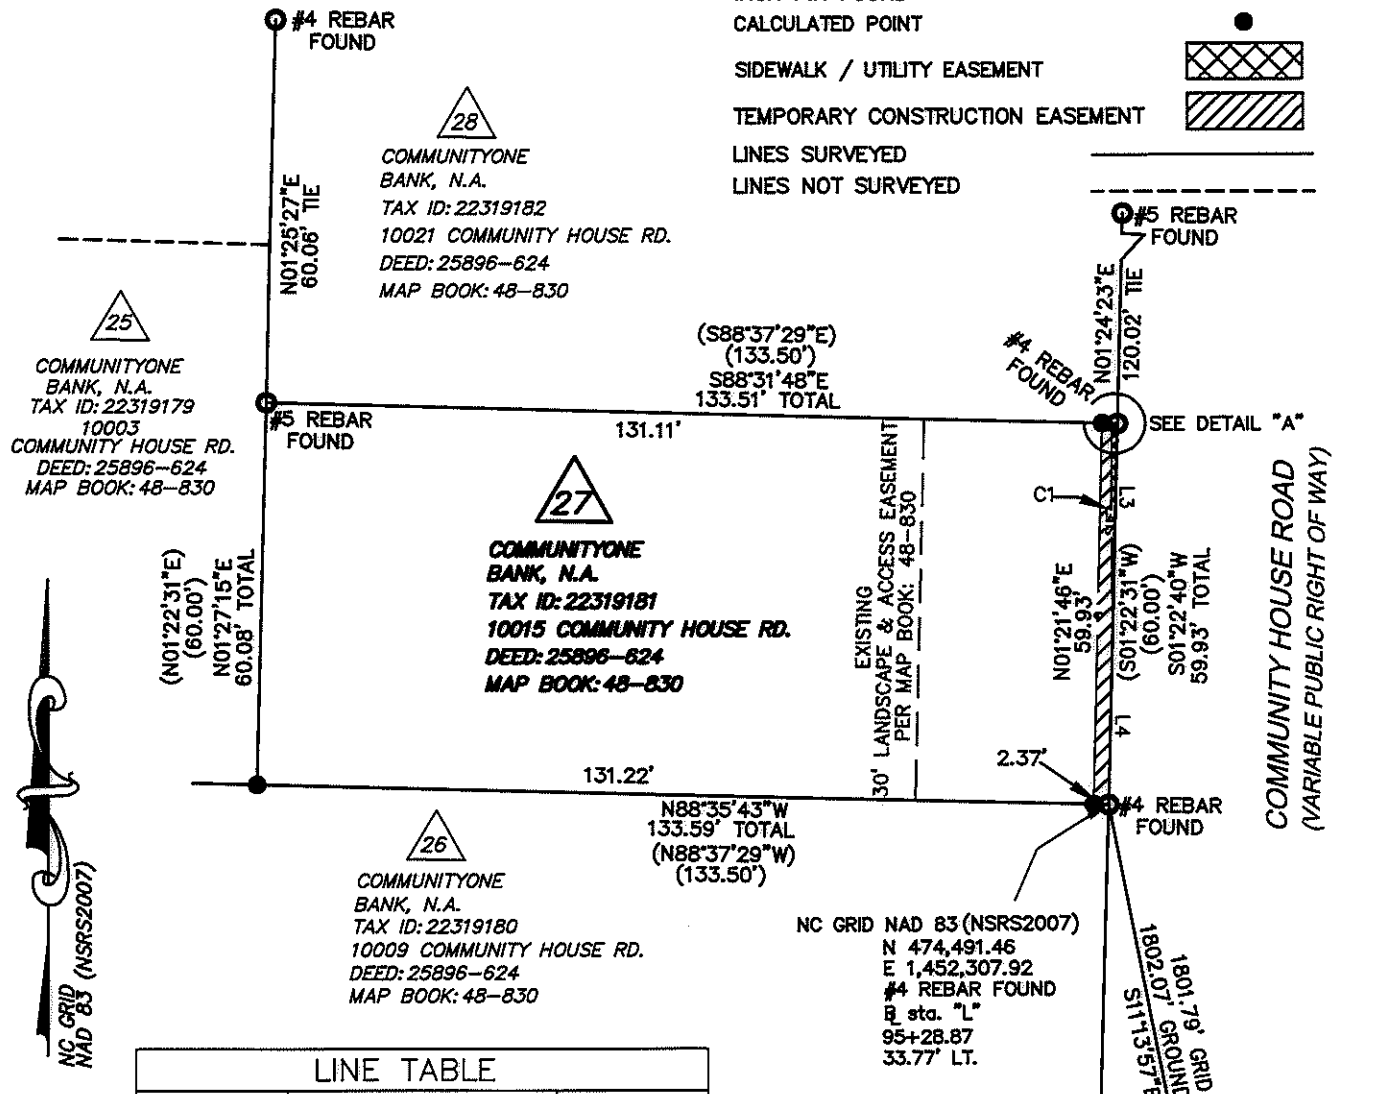 #4 REBAR
FOUND
CALCULATED POINT
SIDEWALK / UTILITY EASEMENT
TEMPORARY CONSTRUCTION EASEMENT
LINES SURVEYED
LINES NOT SURVEYED
#5 REBAR
FOUND
28
COMMUNITYONE
BANK, N.A.
TAX ID: 22319182
10021 COMMUNITY HOUSE RD.
DEED: 25896-624
MAP BOOK: 48-830
N01°25'27"E
60.06' TIE
25
COMMUNITYONE
BANK, N.A.
TAX ID: 22319179
10003
COMMUNITY HOUSE RD.
DEED: 25896-624
MAP BOOK: 48-830
#5 REBAR
FOUND
(S88°37'29"E)
(133.50')
S88°31'48"E
133.51' TOTAL
131.11'
#4 REBAR
FOUND
N01°24'23"E
120.02' TIE
SEE DETAIL "A"
27
COMMUNITYONE
BANK, N.A.
TAX ID: 22319181
10015 COMMUNITY HOUSE RD.
DEED: 25896-624
MAP BOOK: 48-830
(N01°22'31"E)
(60.00')
N01°27'15"E
60.08' TOTAL
EXISTING
30' LANDSCAPE & ACCESS EASEMENT
PER MAP BOOK: 48-830
C1
L3
N01°21'46"E
59.93'
(S01°22'31"W)
(60.00')
S01°22'40"W
59.93' TOTAL
L4
COMMUNITY HOUSE ROAD
(VARIABLE PUBLIC RIGHT OF WAY)
2.37'
131.22'
N88°35'43"W
133.59' TOTAL
(N88°37'29"W)
(133.50')
#4 REBAR
FOUND
26
COMMUNITYONE
BANK, N.A.
TAX ID: 22319180
10009 COMMUNITY HOUSE RD.
DEED: 25896-624
MAP BOOK: 48-830
NC GRID
NAD 83 (NSRS2007)
NC GRID NAD 83 (NSRS2007)
N 474,491.46
E 1,452,307.92
#4 REBAR FOUND
BL sta. "L"
95+28.87
33.77' LT.
1801.79' GRID
1802.07' GROUND
S11°13'57"E
LINE TABLE